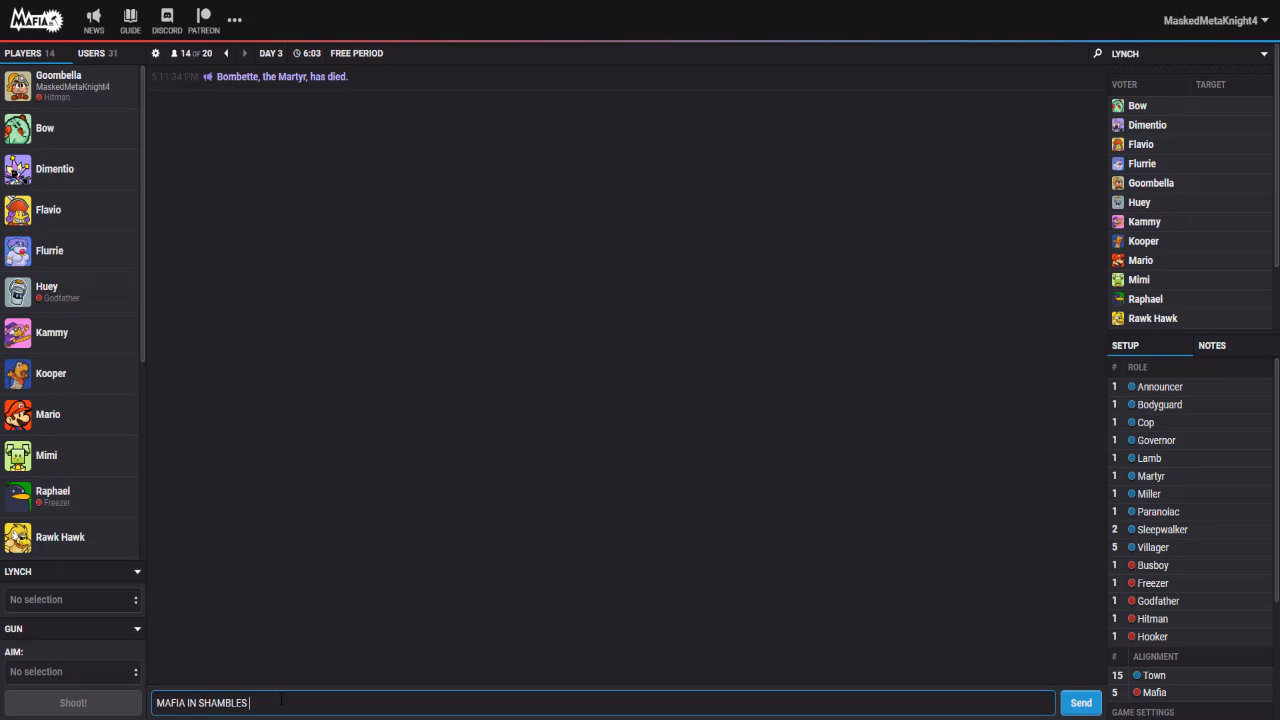 MAFIA
NEWS
GUIDE
DISCORD
PATREON
MaskedMetaKnight4
PLAYERS 14
USERS 31
14 OF 20
DAY 3
6:03
FREE PERIOD
LYNCH
Goombella
MaskedMetaKnight4
Hitman
Bow
Dimentio
Flavio
Flurrie
Huey
Godfather
Kammy
Kooper
Mario
Mimi
Raphael
Freezer
Rawk Hawk
LYNCH
No selection
GUN
AIM:
No selection
Shoot!
5:11:34 PM Bombette, the Martyr, has died.
MAFIA IN SHAMBLES
Send
VOTER TARGET
Bow
Dimentio
Flavio
Flurrie
Goombella
Huey
Kammy
Kooper
Mario
Mimi
Raphael
Rawk Hawk
SETUP NOTES
# ROLE
1 Announcer
1 Bodyguard
1 Cop
1 Governor
1 Lamb
1 Martyr
1 Miller
1 Paranoiac
2 Sleepwalker
5 Villager
1 Busboy
1 Freezer
1 Godfather
1 Hitman
1 Hooker
# ALIGNMENT
15 Town
5 Mafia
GAME SETTINGS